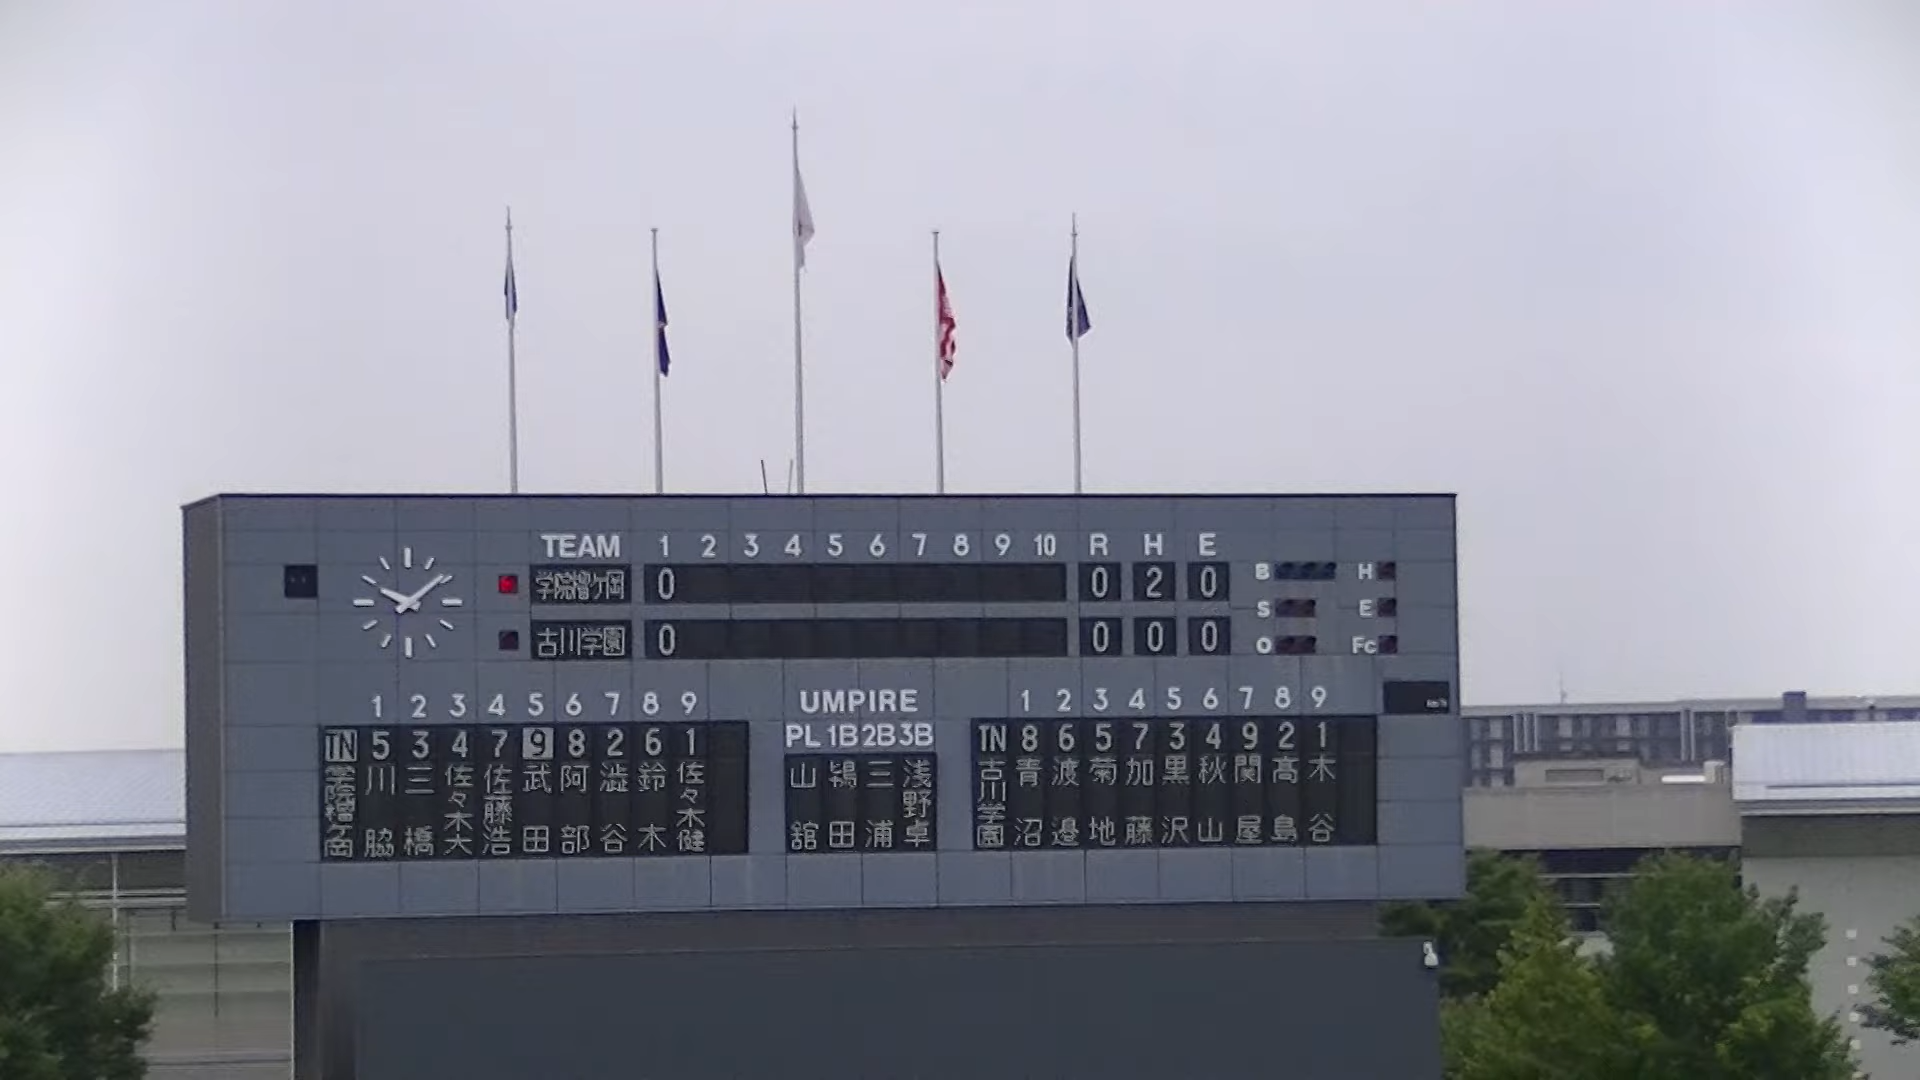 TEAM 1 2 3 4 5 6 7 8 9 10 R H E
学院榴ケ岡 0 0 2 0
古川学園 0 0 0 0
B H
S E
O Fc
1 2 3 4 5 6 7 8 9
TN 5 3 4 7 9 8 2 6 1
学院榴ケ岡
川脇
三橋
佐々木大
佐藤浩
武田
阿部
澁谷
鈴木
佐々木健
UMPIRE
PL 1B 2B 3B
山舘
田
三浦
浅野卓
1 2 3 4 5 6 7 8 9
TN 8 6 5 7 3 4 9 2 1
古川学園
青沼
渡邉
菊地
加藤
黒沢
秋山
関屋
高島
木谷